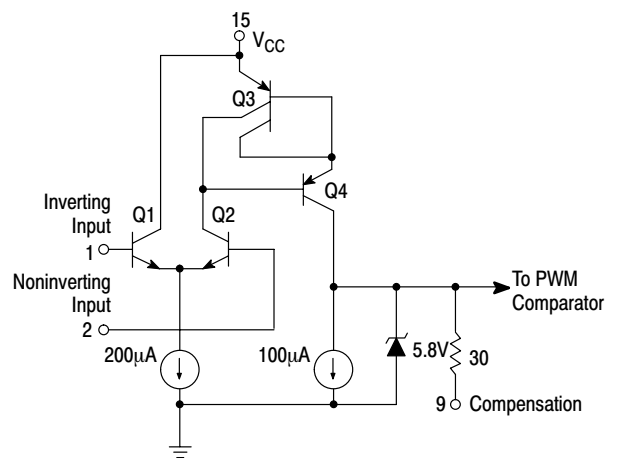 15
VCC
Q3
Q4
Inverting
Input
Q1
Q2
1
Noninverting
Input
2
To PWM
Comparator
200μA
100μA
5.8V
30
9
Compensation